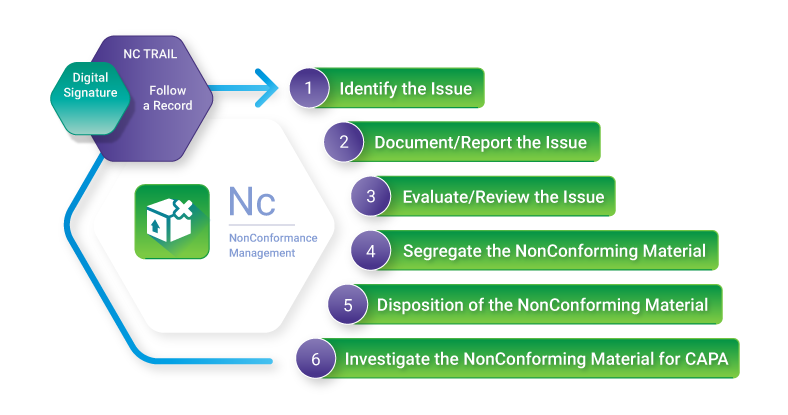 NC TRAIL
Follow
a Record
Digital
Signature
Nc
NonConformance
Management
1 Identify the Issue
2 Document/Report the Issue
3 Evaluate/Review the Issue
4 Segregate the NonConforming Material
5 Disposition of the NonConforming Material
6 Investigate the NonConforming Material for CAPA